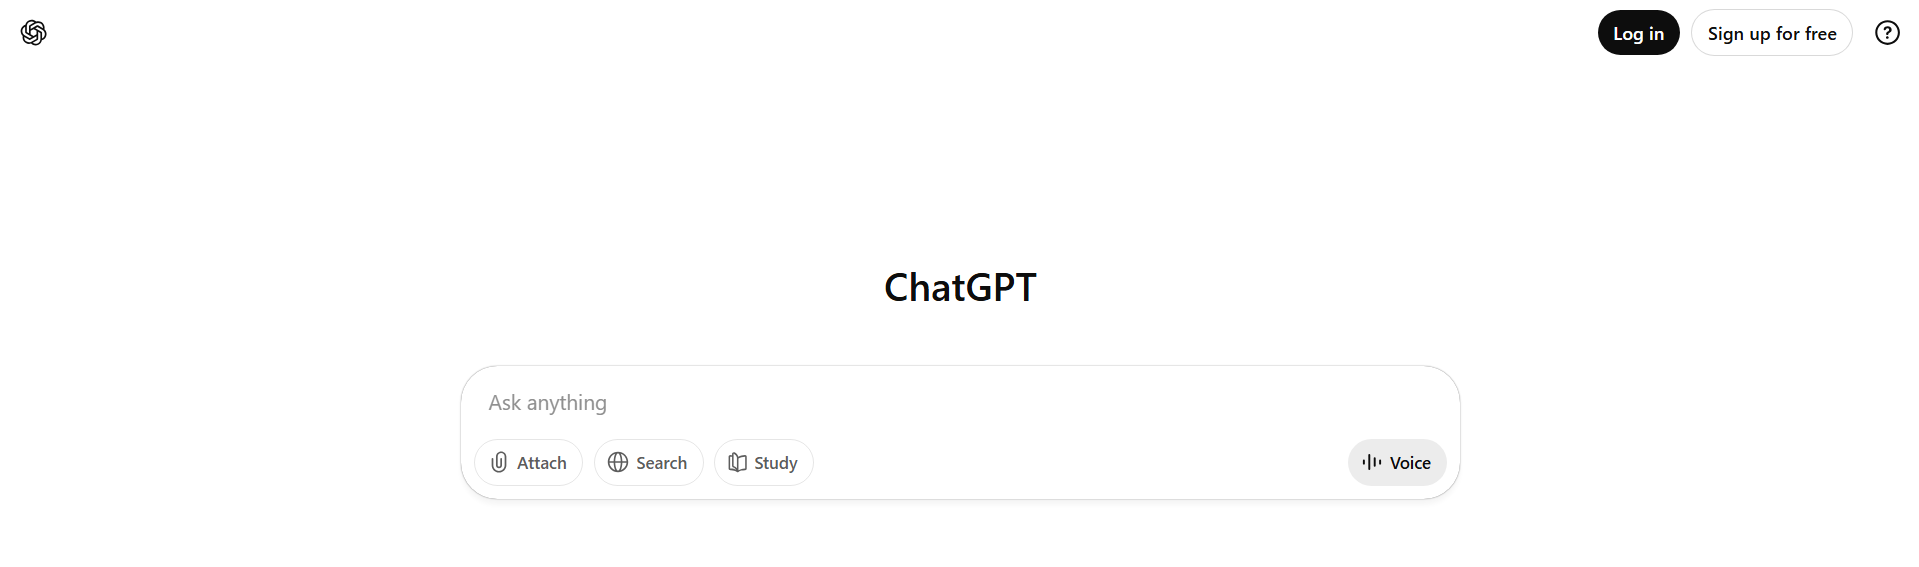 Log in
Sign up for free
?
ChatGPT
Ask anything
Attach
Search
Study
Voice